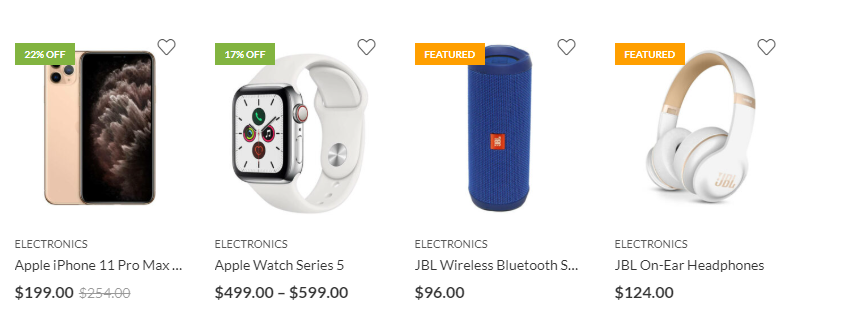 22% OFF
17% OFF
FEATURED
FEATURED
JBL
JBL
ELECTRONICS
ELECTRONICS
ELECTRONICS
ELECTRONICS
Apple iPhone 11 Pro Max ...
Apple Watch Series 5
JBL Wireless Bluetooth S...
JBL On-Ear Headphones
$199.00 $254.00
$499.00 – $599.00
$96.00
$124.00